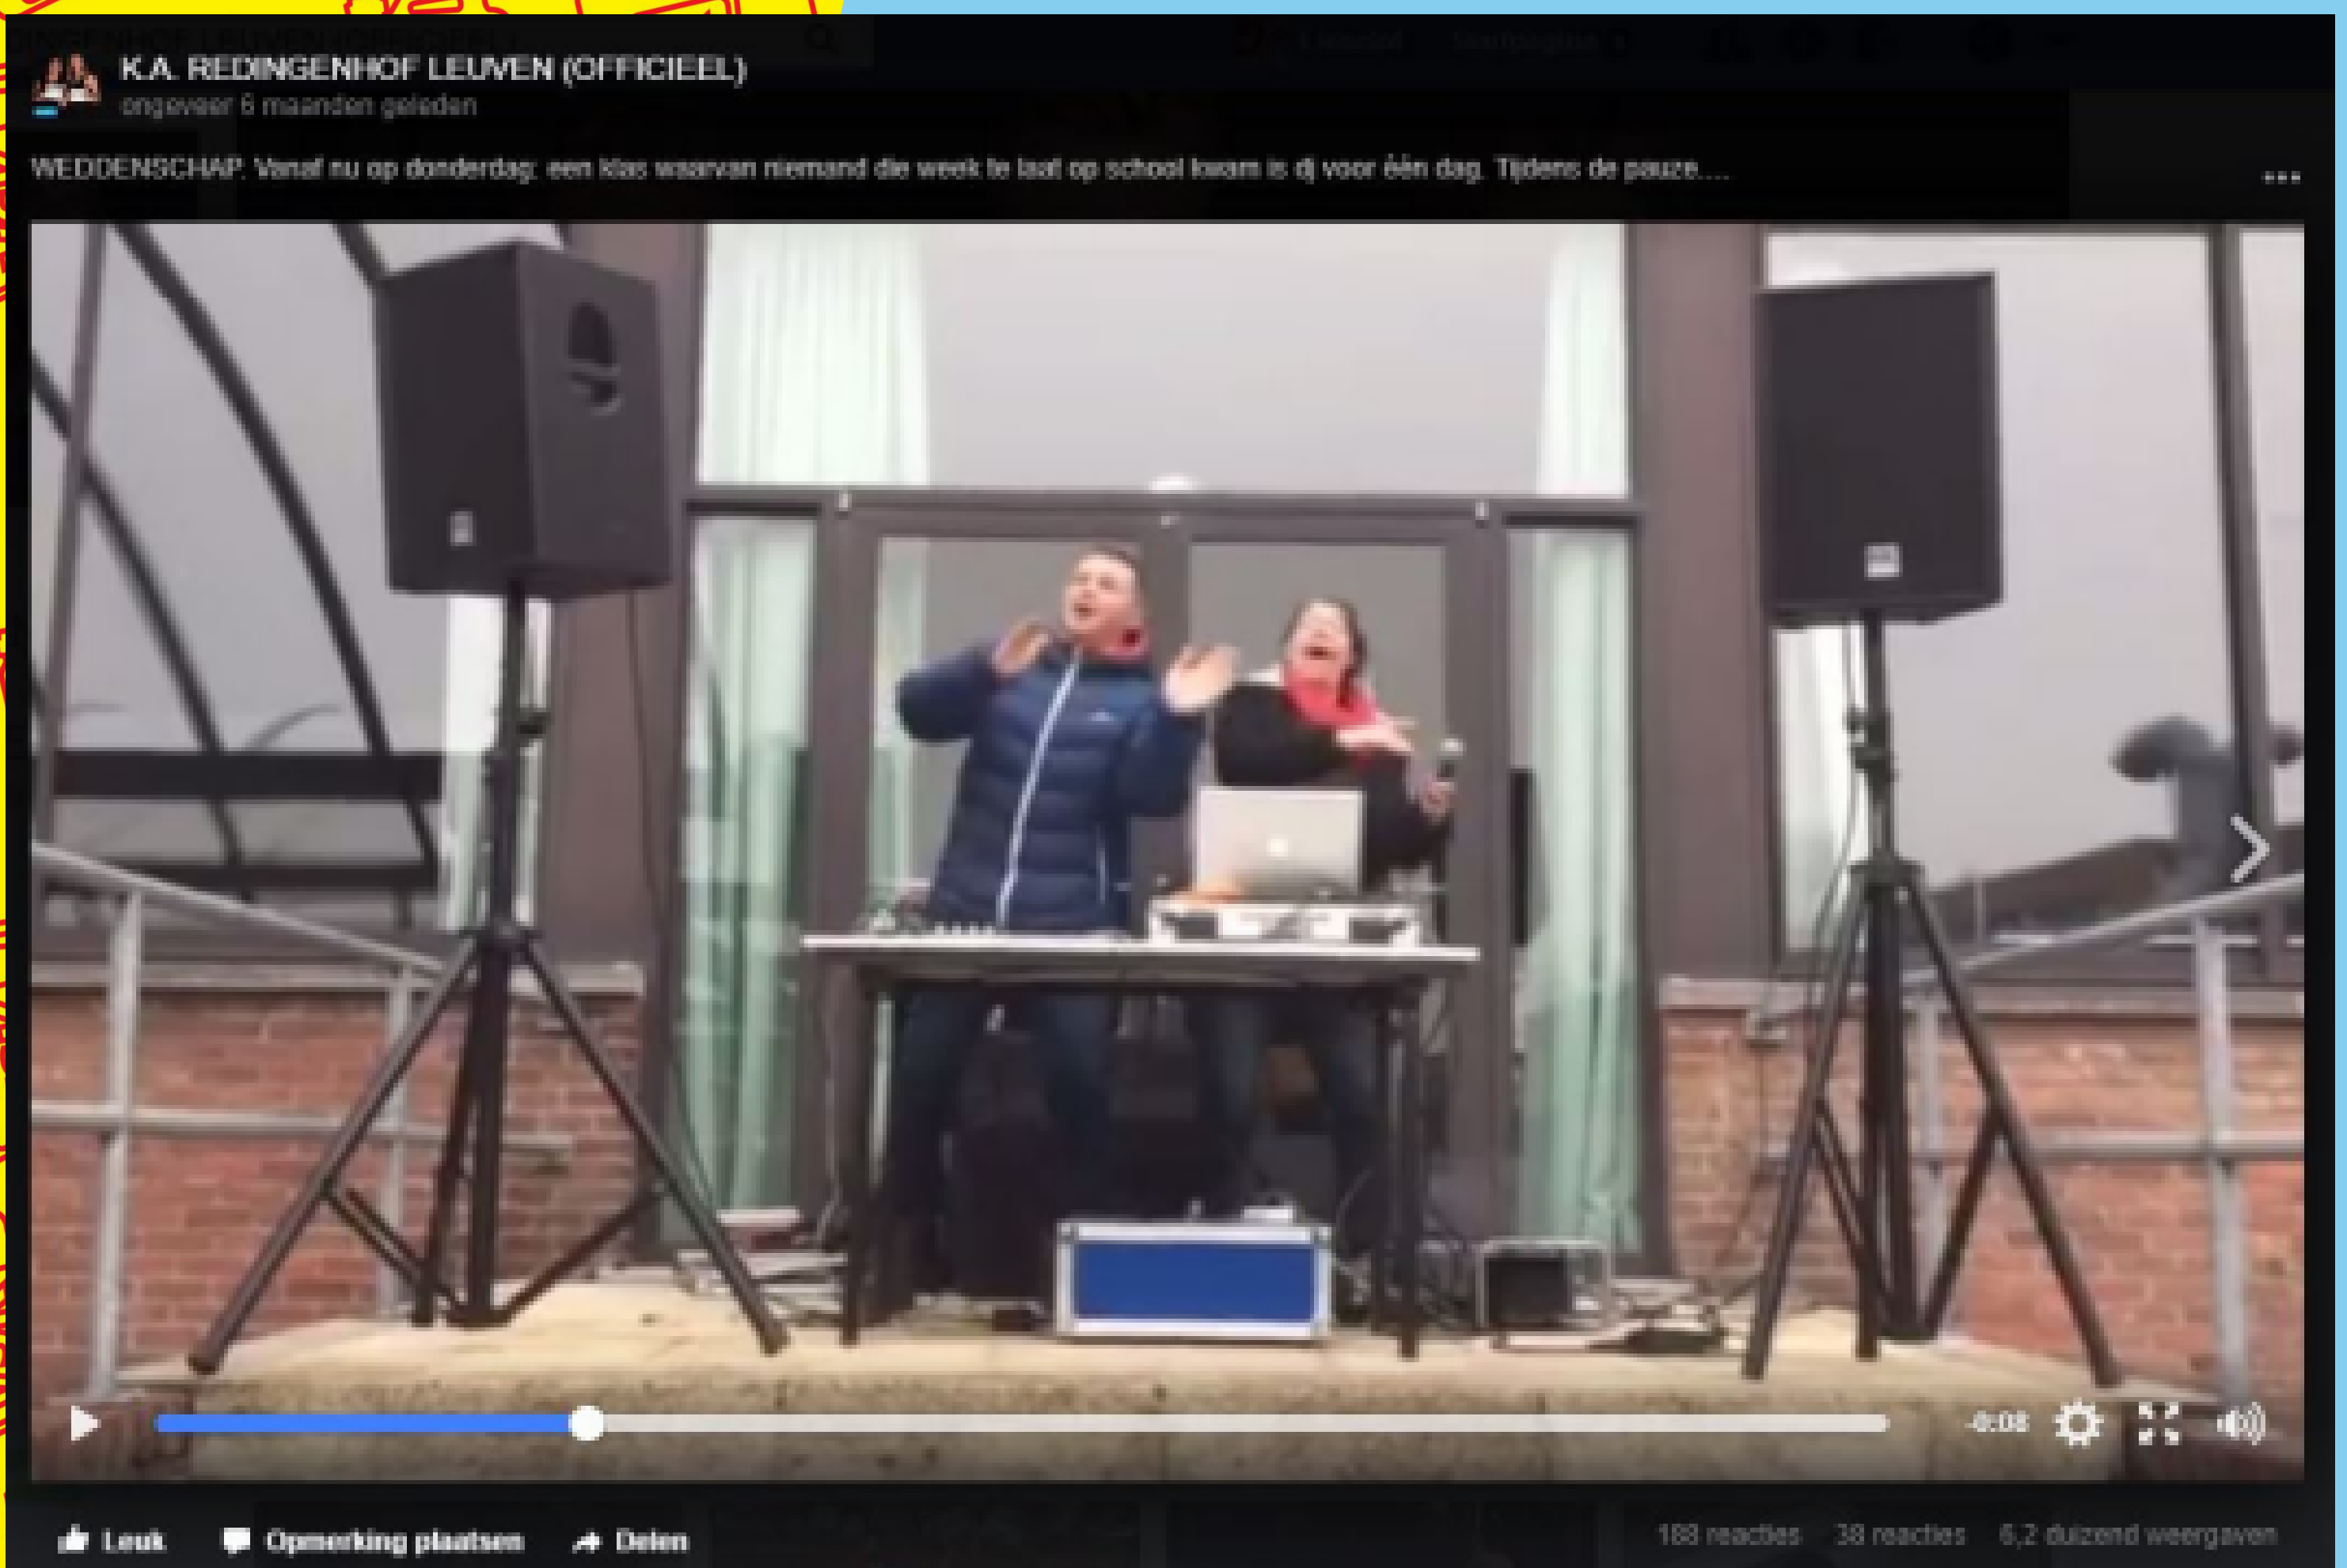 K.A. REDINGENHOF LEUVEN (OFFICIEEL)
ongeveer 6 maanden geleden
WEDDENSCHAP. Vanaf nu op donderdag: een klas waarvan niemand die week te laat op school kwam is dj voor één dag. Tijdens de pauze....
-0:08
Leuk Opmerking plaatsen Delen
188 reacties 38 reacties 6,2 duizend weergaven